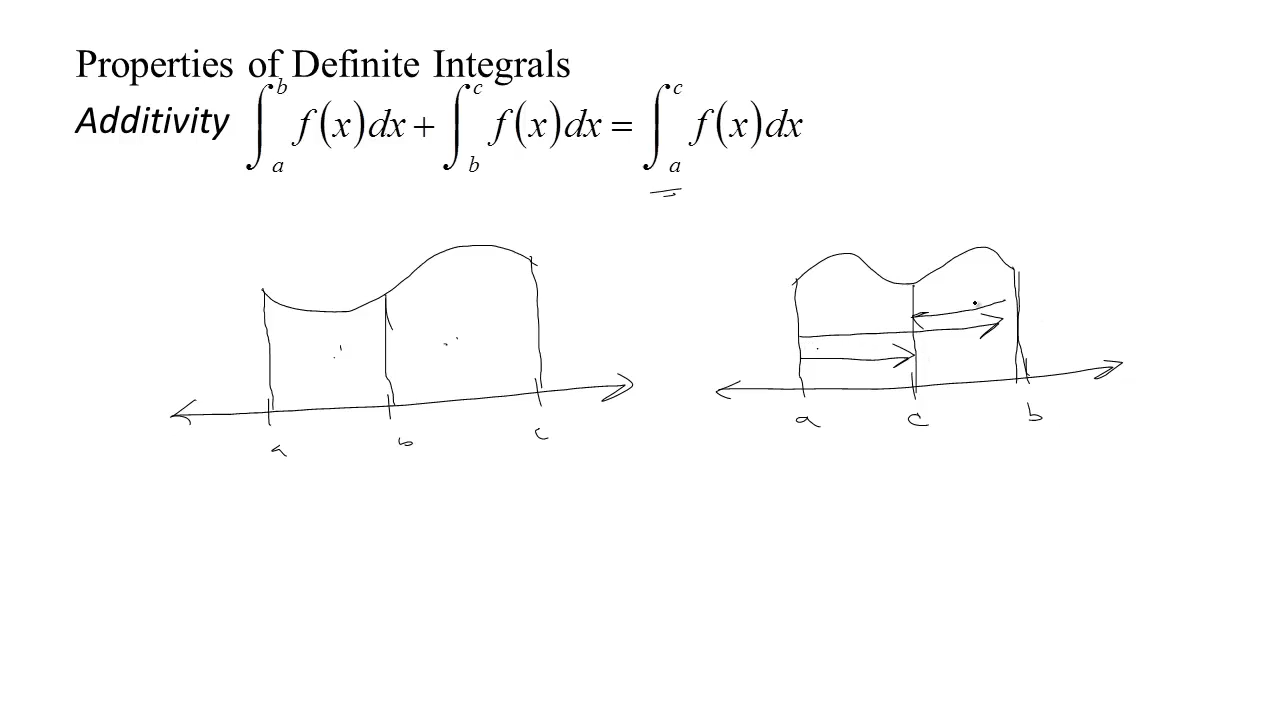 Properties of Definite Integrals
Additivity ∫_a^b f(x)dx + ∫_b^c f(x)dx = ∫_a^c f(x)dx
a b c
a c b